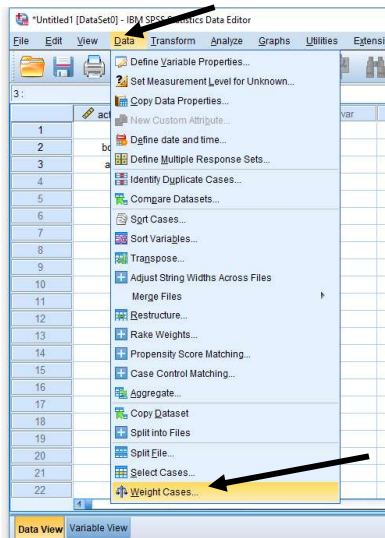 *Untitled1 [DataSet0] - IBM SPSS Statistics Data Editor
File Edit View Data Transform Analyze Graphs Utilities Extensi
3 :
Define Variable Properties...
Set Measurement Level for Unknown...
Copy Data Properties...
New Custom Attribute...
var
Define date and time...
Define Multiple Response Sets...
Identify Duplicate Cases...
Compare Datasets...
Sort Cases...
Sort Variables...
Transpose...
Adjust String Widths Across Files
Merge Files
Restructure...
Rake Weights...
Propensity Score Matching...
Case Control Matching...
Aggregate...
Copy Dataset
Split into Files
Split File...
Select Cases...
Weight Cases...
act
1
2 bo
3 a
4
5
6
7
8
9
10
11
12
13
14
15
16
17
18
19
20
21
22
Data View Variable View